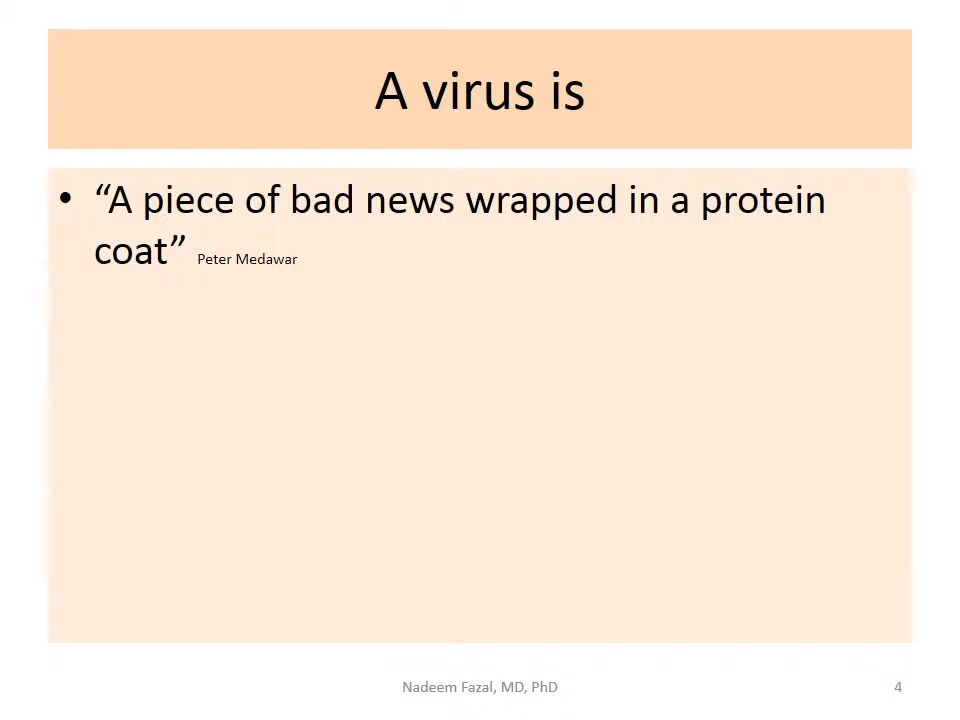 A virus is
• “A piece of bad news wrapped in a protein
coat” Peter Medawar
Nadeem Fazal, MD, PhD
4